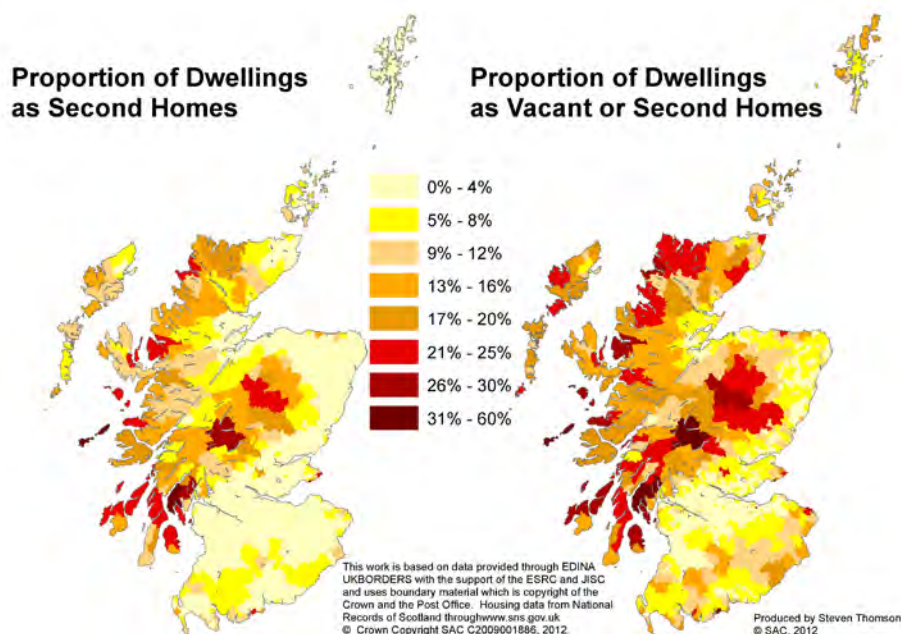 Proportion of Dwellings
as Second Homes
Proportion of Dwellings
as Vacant or Second Homes
0% - 4%
5% - 8%
9% - 12%
13% - 16%
17% - 20%
21% - 25%
26% - 30%
31% - 60%
This work is based on data provided through EDINA
UKBORDERS with the support of the ESRC and JISC
and uses boundary material which is copyright of the
Crown and the Post Office. Housing data from National
Records of Scotland throughwww.sns.gov.uk
© Crown Copyright SAC C2009001886, 2012.
Produced by Steven Thomson
© SAC, 2012